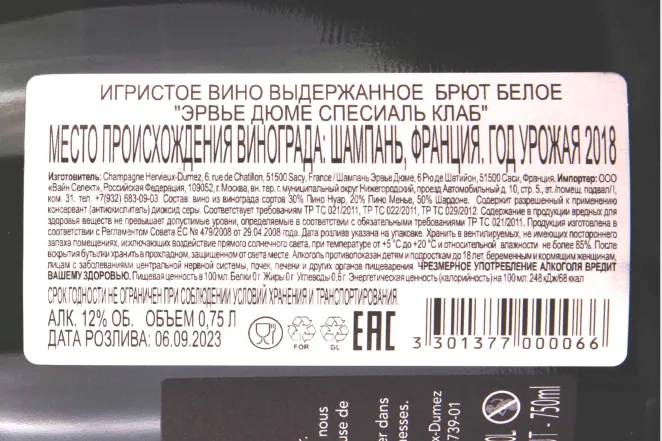 ИГРИСТОЕ ВИНО ВЫДЕРЖАННОЕ БРЮТ БЕЛОЕ
"ЭРВЬЕ ДЮМЕ СПЕСИАЛЬ КЛАБ"
МЕСТО ПРОИСХОЖДЕНИЯ ВИНОГРАДА: ШАМПАНЬ, ФРАНЦИЯ. ГОД УРОЖАЯ 2018
Изготовитель: Champagne Hervieux-Dumez, 6, rue de Chatillon, 51500 Sacy, France / Шампань Эрвье Дюме, 6 Рю де Шатийон, 51500 Саси, Франция. Импортер: ООО
«Вайн Селект», Российская Федерация, 109052, г. Москва, вн. тер. г. муниципальный округ Нижегородский, проезд Автомобильный д. 10, стр. 5., эт./помещ. подвал/I,
ком. 31. тел. +7(932) 683-09-03. Состав: вино из винограда сортов 30% Пино Нуар, 20% Пино Менье, 50% Шардоне. Содержит разрешенный к применению
консервант (антиокислитель) диоксид серы. Соответствует требованиям ТР ТС 021/2011, ТР ТС 022/2011, ТР ТС 029/2012. Содержание в продукции вредных для
здоровья веществ не превышает допустимые уровни, определяемые в соответствии с обязательными требованиями ТР ТС 021/2011. Продукция изготовлена в
соответствии с Регламентом Совета ЕС № 479/2008 от 29.04 2008 года. Дата розлива указана на упаковке. Хранить в вентилируемых, не имеющих постороннего
запаха помещениях, исключающих воздействие прямого солнечного света, при температуре от +5 °С до +20 °С и относительной влажности не более 85%. После
вскрытия бутылки хранить в прохладном, защищенном от света месте. Алкоголь противопоказан детям и подросткам до 18 лет, беременным и кормящим женщинам,
лицам с заболеваниями центральной нервной системы, почек, печени и других органов пищеварения. ЧРЕЗМЕРНОЕ УПОТРЕБЛЕНИЕ АЛКОГОЛЯ ВРЕДИТ
ВАШЕМУ ЗДОРОВЬЮ. Пищевая ценность в 100 мл. Белки 0 г. Жиры 0 г. Углеводы 0,6 г. Энергетическая ценность (калорийность) на 100 мл: 248 кДж/68 ккал
СРОК ГОДНОСТИ НЕ ОГРАНИЧЕН ПРИ СОБЛЮДЕНИИ УСЛОВИЙ ХРАНЕНИЯ И ТРАНСПОРТИРОВАНИЯ.
АЛК. 12% ОБ. ОБЪЕМ 0,75 Л
ДАТА РОЗЛИВА: 06.09.2023
FOR
GL
EAC
3 301377 000066
nous
use de
er dans
nesses.
ux-Dumez
739-01
750ml